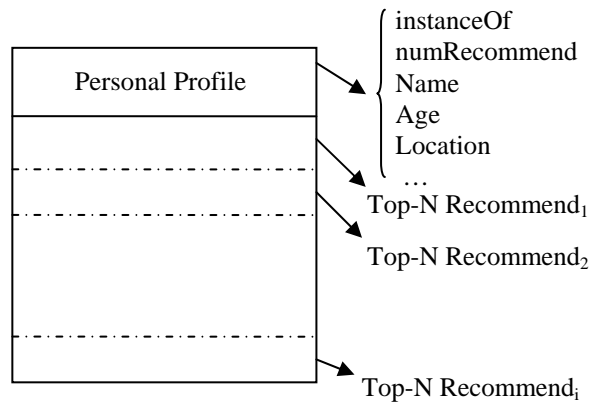 Personal Profile
instanceOf
numRecommend
Name
Age
Location
…
Top-N Recommend₁
Top-N Recommend₂
Top-N Recommendᵢ